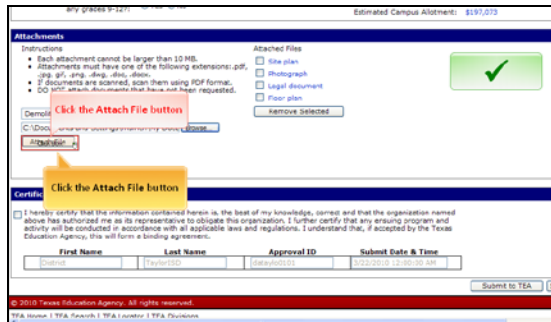 any grades 9-12?:
Estimated Campus Allotment: $197,073
Attachments
Instructions
• Each attachment cannot be larger than 10 MB.
• Attachments must have one of the following extensions:.pdf, .jpg, gif, .png, .dwg, .doc, .docx.
• If documents are scanned, scan them using PDF format.
• DO NOT attach documents that have not been requested.
Attached Files
Site plan
Photograph
Legal document
Floor plan
Remove Selected
Click the Attach File button
Browse...
Click the Attach File button
Certific
I hereby certify that the information contained herein is, the best of my knowledge, correct and that the organization named
above has authorized me as its representative to obligate this organization. I further certify that any ensuing program and
activity will be conducted in accordance with all applicable laws and regulations. I understand that, if accepted by the Texas
Education Agency, this will form a binding agreement.
First Name Last Name Approval ID Submit Date & Time
District TaylorISD dataylo0101 5/22/2010 12:00:30 AM
Submit to TEA
© 2010 Texas Education Agency. All rights reserved.
TEA Home | TEA Search | TEA Locator | TEA Divisions